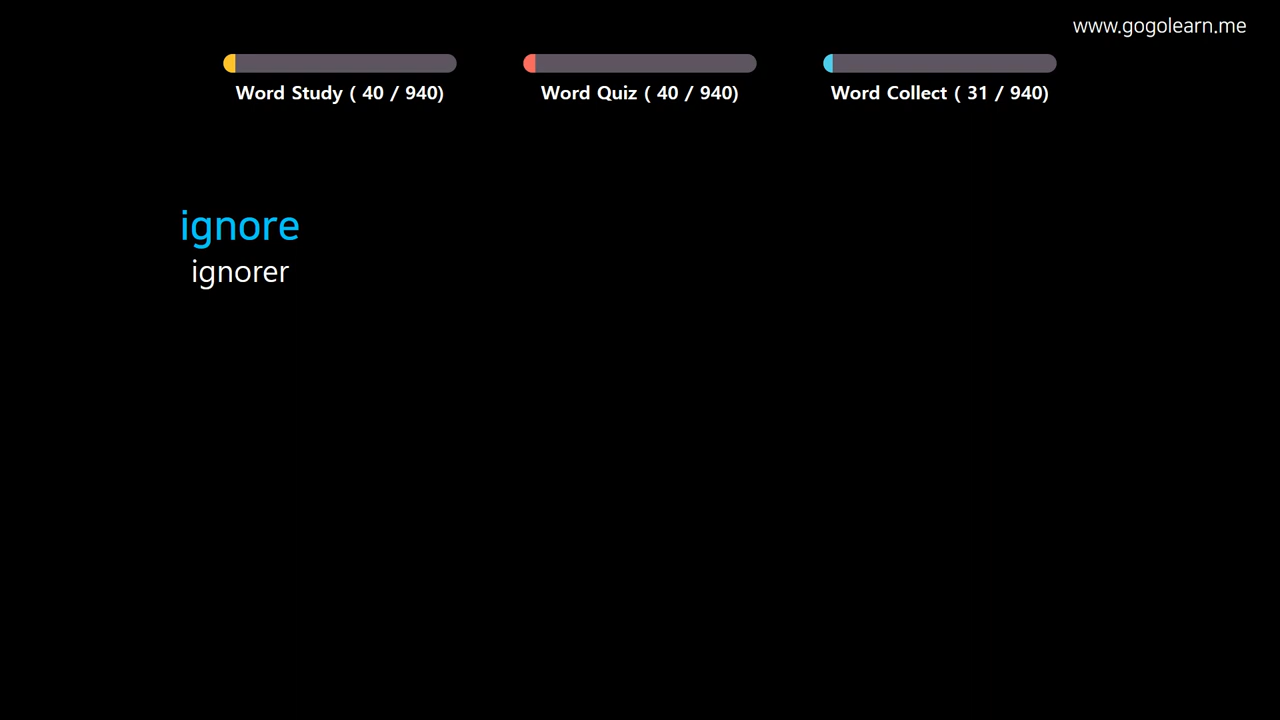 www.gogolearn.me
Word Study ( 40 / 940)
Word Quiz ( 40 / 940)
Word Collect ( 31 / 940)
ignore
ignorer